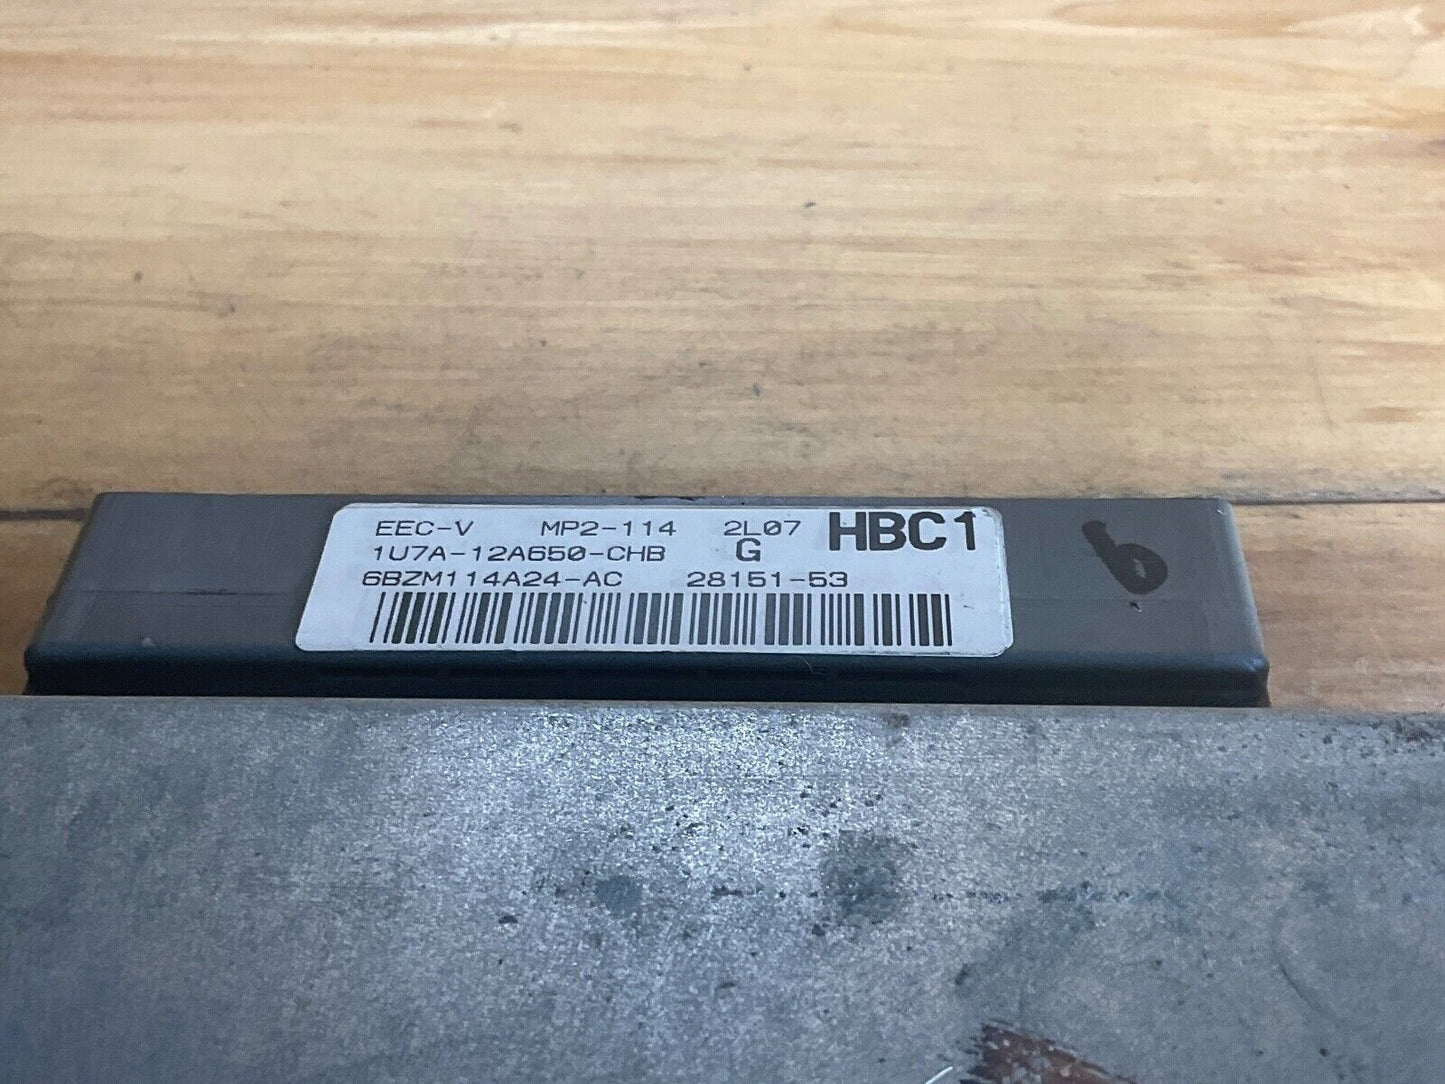 EEC-V MP2-114 2L07 HBC1
1U7A-12A650-CHB G
6BZM114A24-AC 28151-53